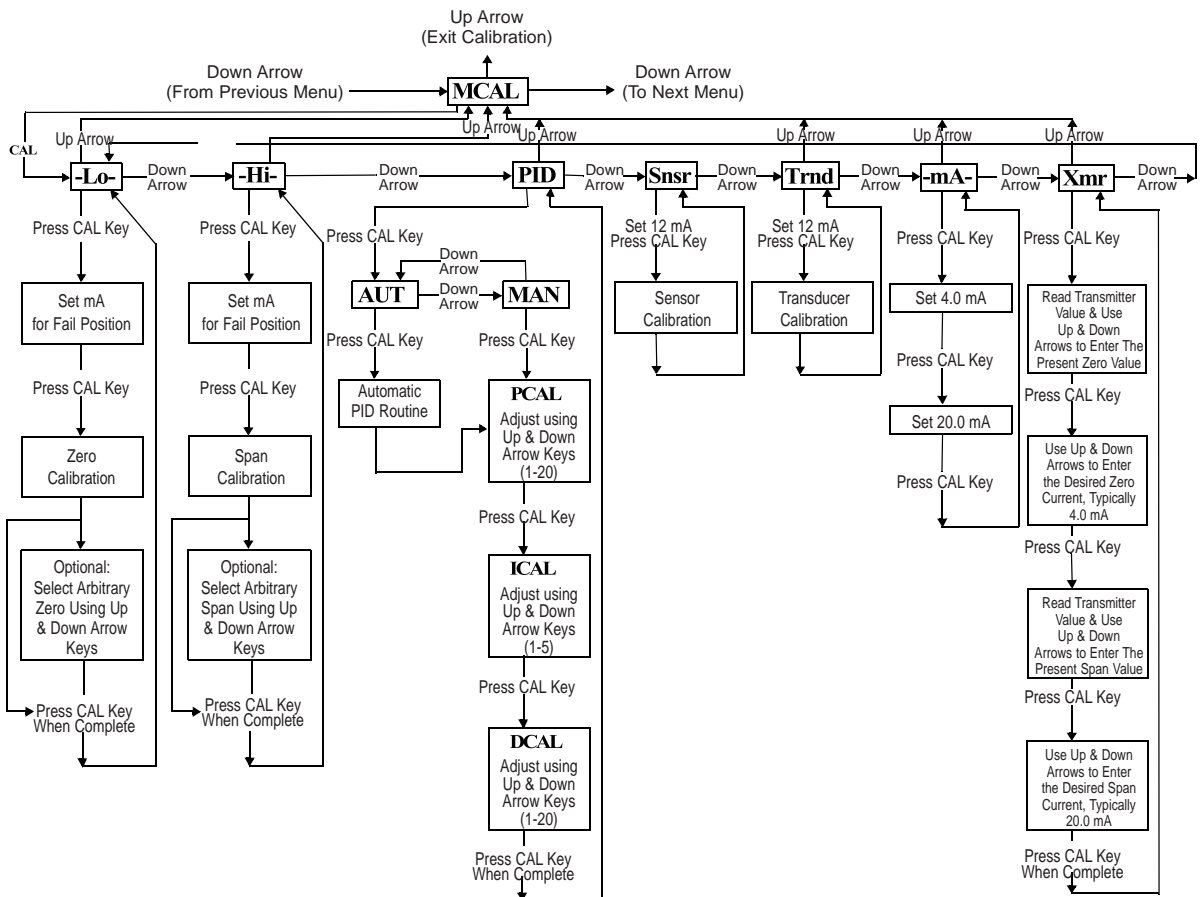 Up Arrow
(Exit Calibration)
Down Arrow
(From Previous Menu)
MCAL
Down Arrow
(To Next Menu)
CAL
Up Arrow
Up Arrow
Up Arrow
Up Arrow
Up Arrow
Up Arrow
-Lo-
Down
Arrow
-Hi-
Down
Arrow
PID
Down
Arrow
Snsr
Down
Arrow
Trnd
Down
Arrow
-mA-
Down
Arrow
Xmr
Down
Arrow
Press CAL Key
Set mA
for Fail Position
Press CAL Key
Zero
Calibration
Optional:
Select Arbitrary
Zero Using Up
& Down Arrow
Keys
Press CAL Key
When Complete
Press CAL Key
Set mA
for Fail Position
Press CAL Key
Span
Calibration
Optional:
Select Arbitrary
Span Using Up
& Down Arrow
Keys
Press CAL Key
When Complete
Press CAL Key
AUT
Down
Arrow
Down
Arrow
MAN
Press CAL Key
Automatic
PID Routine
Press CAL Key
PCAL
Adjust using
Up & Down
Arrow Keys
(1-20)
Press CAL Key
ICAL
Adjust using
Up & Down
Arrow Keys
(1-5)
Press CAL Key
DCAL
Adjust using
Up & Down
Arrow Keys
(1-20)
Press CAL Key
When Complete
Set 12 mA
Press CAL Key
Sensor
Calibration
Set 12 mA
Press CAL Key
Transducer
Calibration
Press CAL Key
Set 4.0 mA
Press CAL Key
Set 20.0 mA
Press CAL Key
Press CAL Key
Read Transmitter
Value & Use
Up & Down
Arrows to Enter The
Present Zero Value
Press CAL Key
Use Up & Down
Arrows to Enter
the Desired Zero
Current, Typically
4.0 mA
Press CAL Key
Read Transmitter
Value & Use
Up & Down
Arrows to Enter The
Present Span Value
Press CAL Key
Use Up & Down
Arrows to Enter
the Desired Span
Current, Typically
20.0 mA
Press CAL Key
When Complete